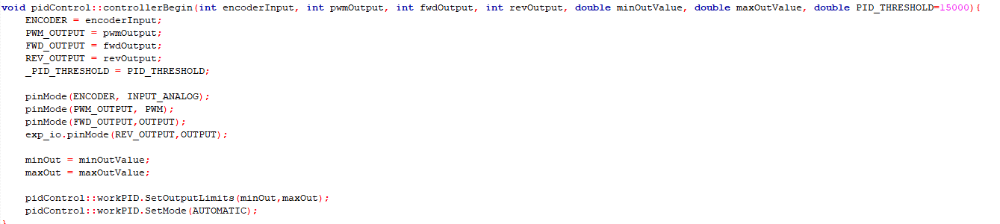 void pidControl::controllerBegin(int encoderInput, int pwmOutput, int fwdOutput, int revOutput, double minOutValue, double maxOutValue, double PID_THRESHOLD=15000){
    ENCODER = encoderInput;
    PWM_OUTPUT = pwmOutput;
    FWD_OUTPUT = fwdOutput;
    REV_OUTPUT = revOutput;
    _PID_THRESHOLD = PID_THRESHOLD;

    pinMode(ENCODER, INPUT_ANALOG);
    pinMode(PWM_OUTPUT, PWM);
    pinMode(FWD_OUTPUT,OUTPUT);
    exp_io.pinMode(REV_OUTPUT,OUTPUT);

    minOut = minOutValue;
    maxOut = maxOutValue;

    pidControl::workPID.SetOutputLimits(minOut,maxOut);
    pidControl::workPID.SetMode(AUTOMATIC);
}